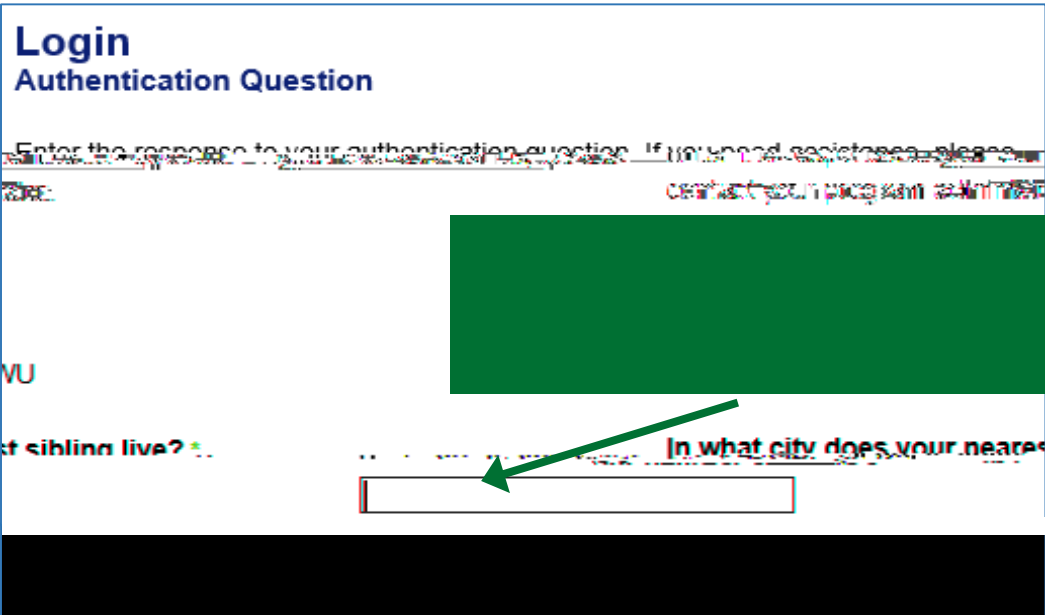 Login
Authentication Question
Enter the response to your authentication question. If you need assistance, please
contact your program
WU
st sibling live? *
In what city does your neares